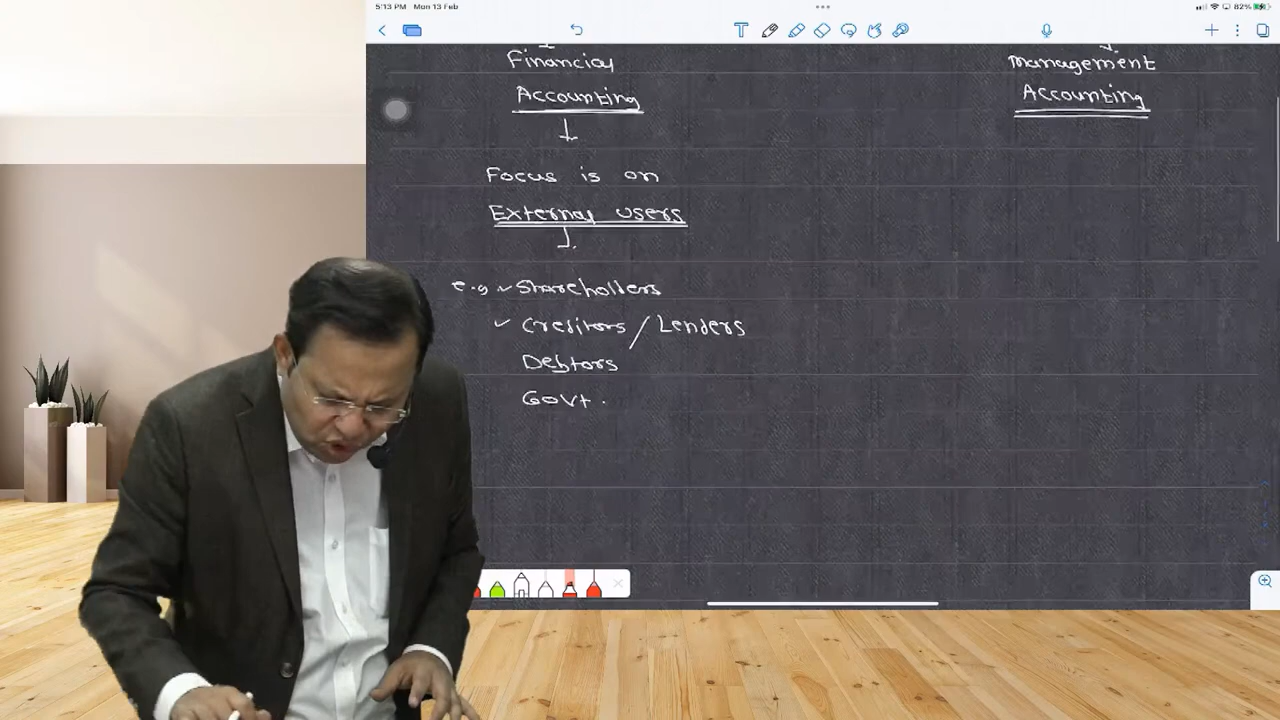 5:13 PM Mon 13 Feb
82%
Financial
Accounting
Focus is on
External users
e.g. ✓ Shareholders
✓ Creditors / Lenders
Debtors
Govt.
Management
Accounting